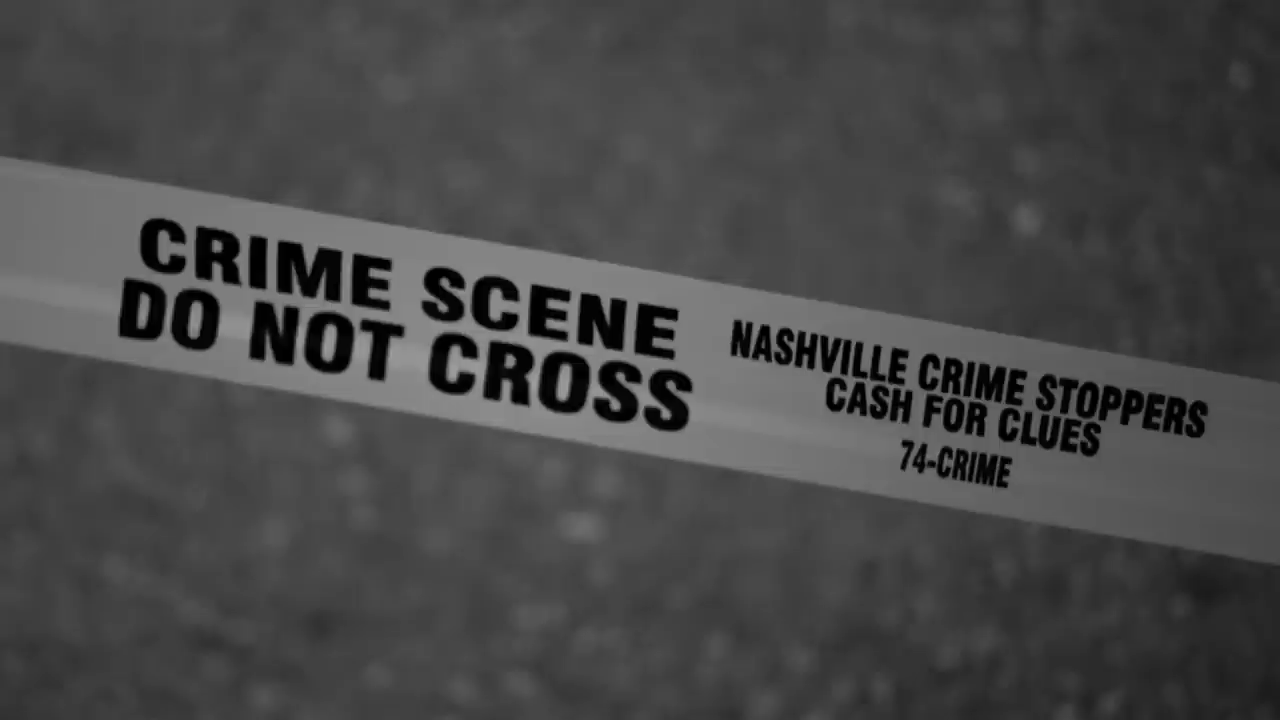 CRIME SCENE
DO NOT CROSS
NASHVILLE CRIME STOPPERS
CASH FOR CLUES
74-CRIME